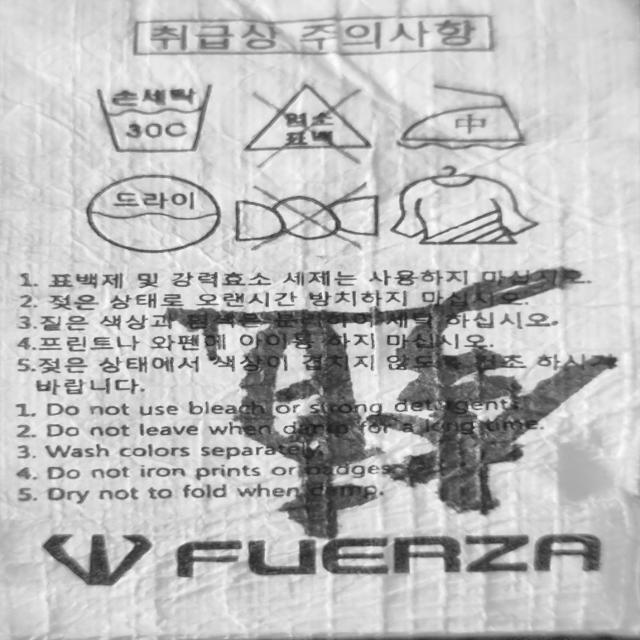 취급상 주의사항
손세탁
30C
염소
표백
中
드라이
1. 표백제 및 강력효소 세제는 사용하지 마십시오.
2. 젖은 상태로 오랜시간 방치하지 마십시오.
3.짙은 색상과 흰색은 분리하여 세탁 하십시오.
4.프린트나 와펜에 아이롱 하지 마십시오.
5.젖은 상태에서 색상이 겹치지 않도록 건조 하시기
바랍니다.
1. Do not use bleach or strong detergent.
2. Do not leave when damp for a long time.
3. Wash colors separately.
4. Do not iron prints or badges.
5. Dry not to fold when damp.
FUERZA